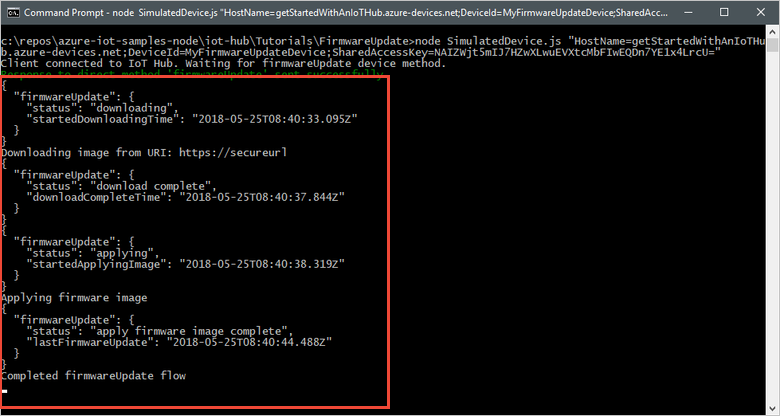 Command Prompt - node  SimulatedDevice.js "HostName=getStartedWithAnIoTHub.azure-devices.net;DeviceId=MyFirmwareUpdateDevice;SharedAcc...
c:\repos\azure-iot-samples-node\iot-hub\Tutorials\FirmwareUpdate>node SimulatedDevice.js "HostName=getStartedWithAnIoTHu
b.azure-devices.net;DeviceId=MyFirmwareUpdateDevice;SharedAccessKey=NAIZWjt5mIJ7HZwXLwuEVXtcMbFIwEQDn7YE1x4LrcU="
Client connected to IoT Hub. Waiting for firmwareUpdate device method.
Response to direct method 'firmwareUpdate' sent successfully.
{
  "firmwareUpdate": {
    "status": "downloading",
    "startedDownloadingTime": "2018-05-25T08:40:33.095Z"
  }
}
Downloading image from URI: https://secureurl
{
  "firmwareUpdate": {
    "status": "download complete",
    "downloadCompleteTime": "2018-05-25T08:40:37.844Z"
  }
}
{
  "firmwareUpdate": {
    "status": "applying",
    "startedApplyingImage": "2018-05-25T08:40:38.319Z"
  }
}
Applying firmware image
{
  "firmwareUpdate": {
    "status": "apply firmware image complete",
    "lastFirmwareUpdate": "2018-05-25T08:40:44.488Z"
  }
}
Completed firmwareUpdate flow